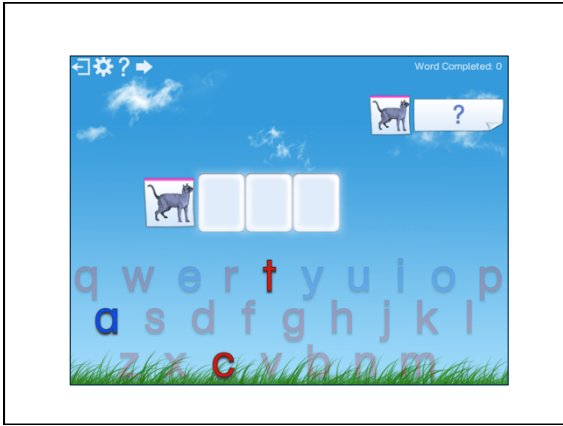 ?
Word Completed: 0
?
q w e r t y u i o p
a s d f g h j k l
z x c v b n m